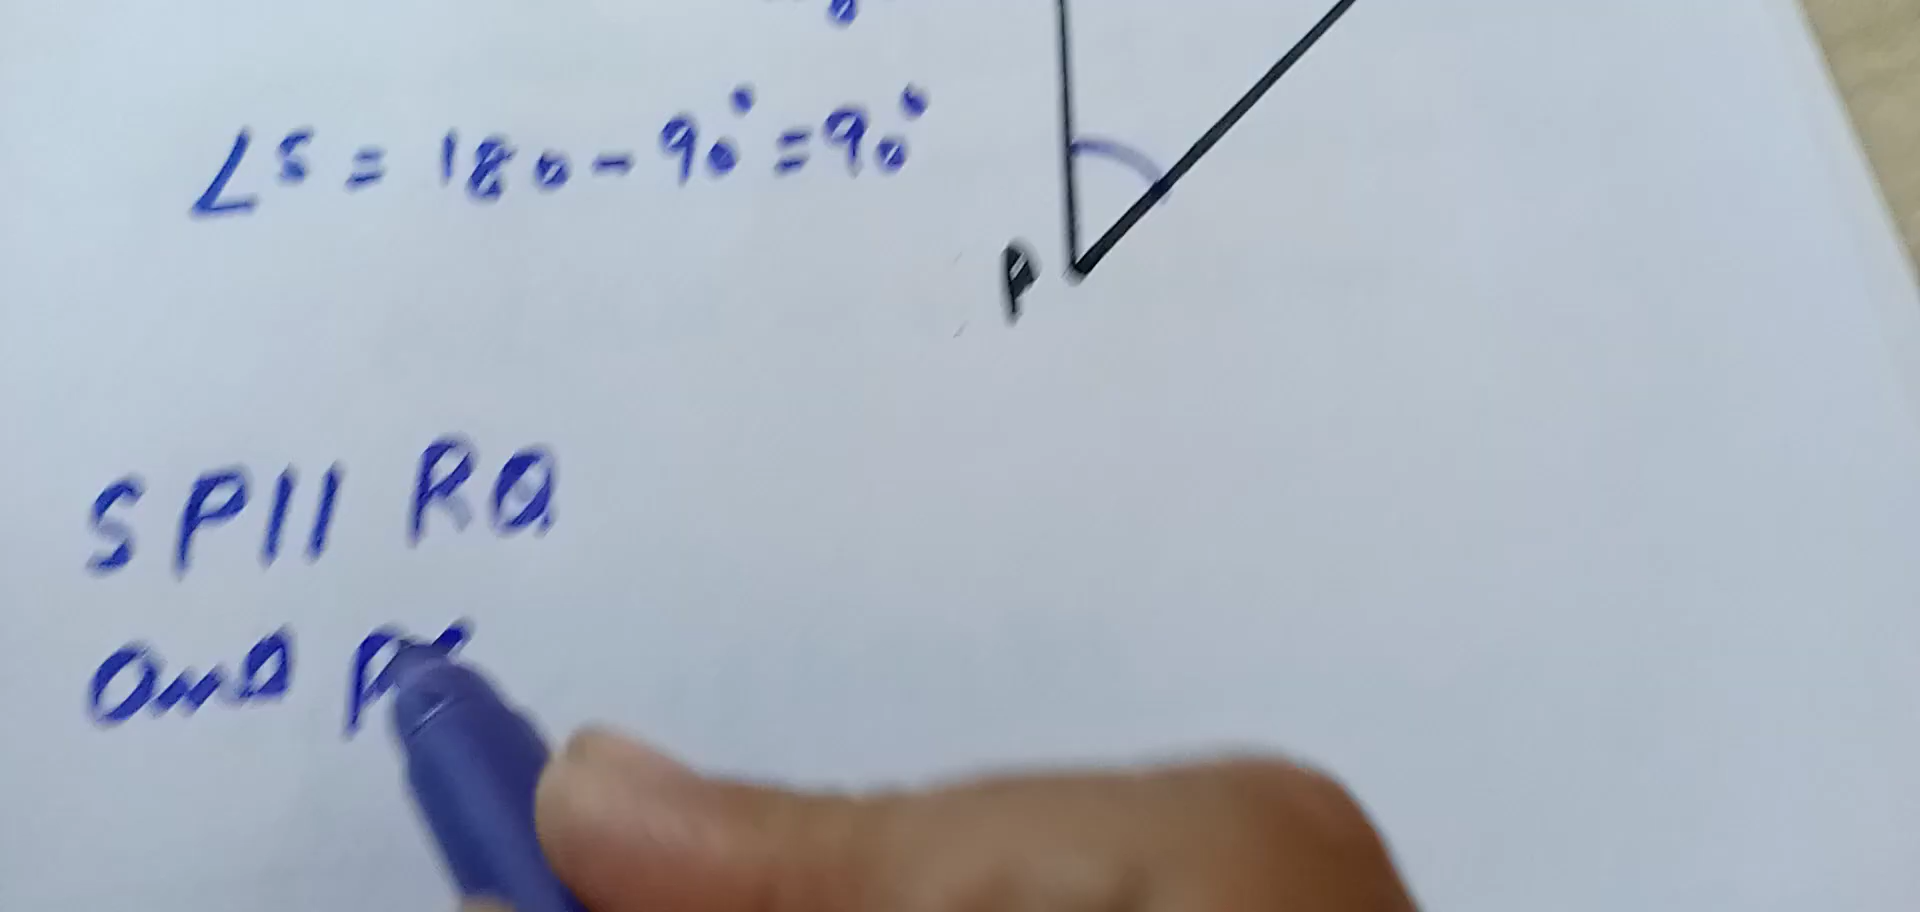 ∠S = 180 - 90° = 90°
P
SP || RQ
and